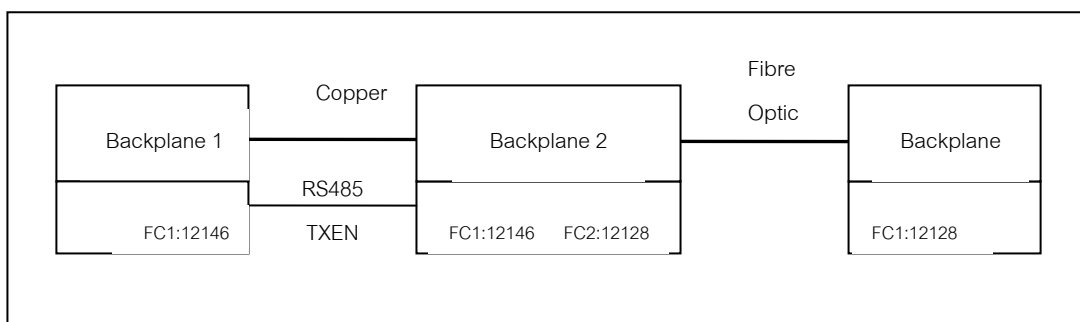 Fibre
Optic
Copper
Backplane 1
Backplane 2
Backplane
RS485
TXEN
FC1:12146
FC1:12146 FC2:12128
FC1:12128